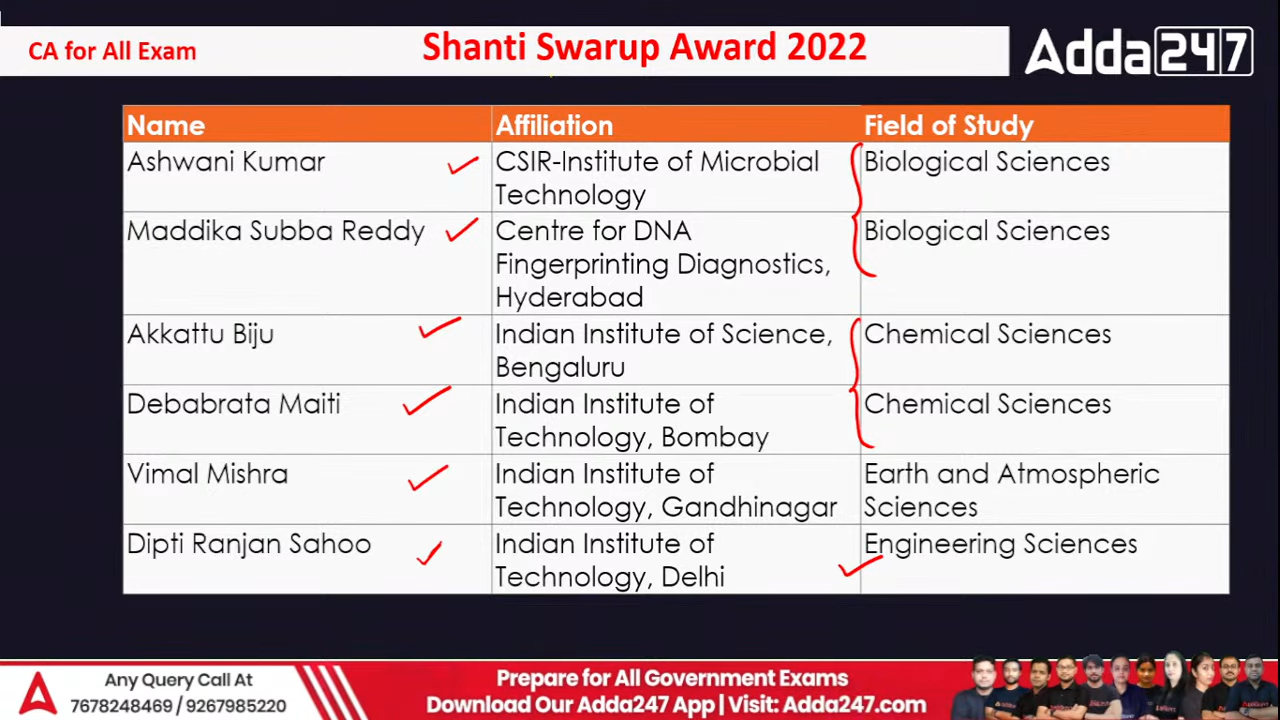 CA for All Exam
Shanti Swarup Award 2022
Adda247
Name
Affiliation
Field of Study
Ashwani Kumar
CSIR-Institute of Microbial
Technology
Biological Sciences
Maddika Subba Reddy
Centre for DNA
Fingerprinting Diagnostics,
Hyderabad
Biological Sciences
Akkattu Biju
Indian Institute of Science,
Bengaluru
Chemical Sciences
Debabrata Maiti
Indian Institute of
Technology, Bombay
Chemical Sciences
Vimal Mishra
Indian Institute of
Technology, Gandhinagar
Earth and Atmospheric
Sciences
Dipti Ranjan Sahoo
Indian Institute of
Technology, Delhi
Engineering Sciences
Any Query Call At
7678248469 / 9267985220
Prepare for All Government Exams
Download Our Adda247 App | Visit: Adda247.com